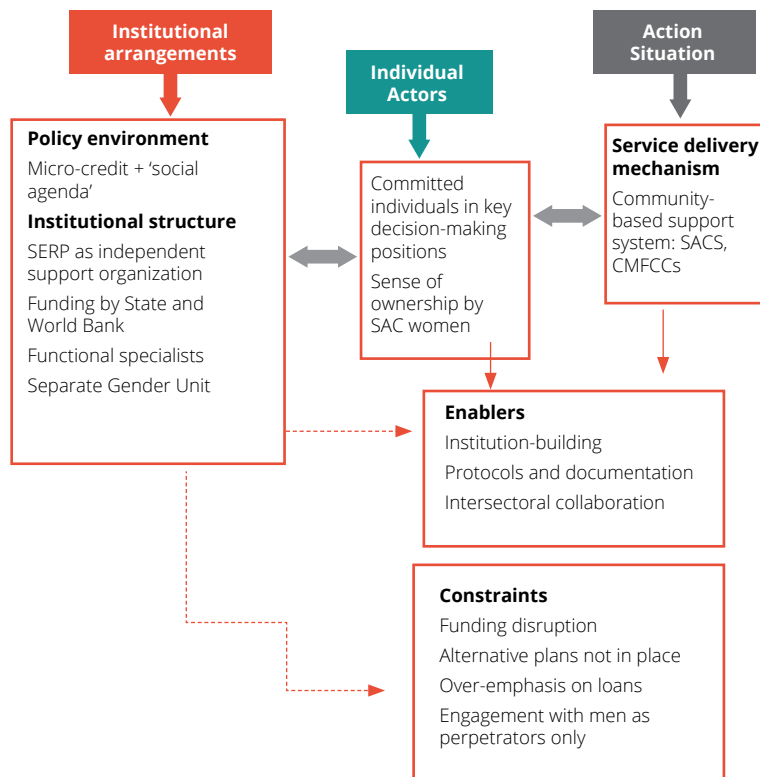 Institutional
arrangements
Individual
Actors
Action
Situation
Policy environment
Micro-credit + ‘social
agenda’
Institutional structure
SERP as independent
support organization
Funding by State and
World Bank
Functional specialists
Separate Gender Unit
Committed
individuals in key
decision-making
positions
Sense of
ownership by
SAC women
Service delivery
mechanism
Community-
based support
system: SACS,
CMFCCs
Enablers
Institution-building
Protocols and documentation
Intersectoral collaboration
Constraints
Funding disruption
Alternative plans not in place
Over-emphasis on loans
Engagement with men as
perpetrators only